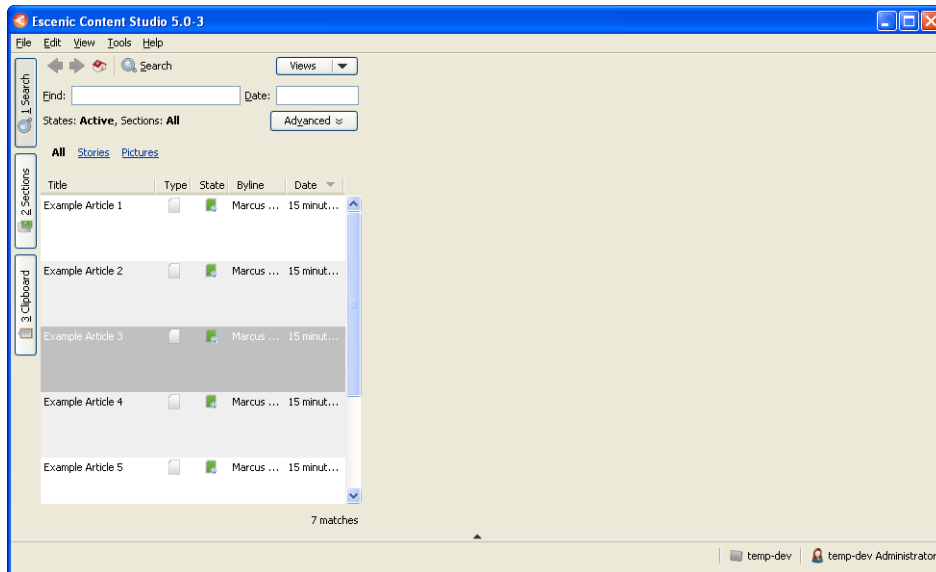 Escenic Content Studio 5.0-3
File Edit View Tools Help
Search Views
1 Search
Find: Date:
States: Active, Sections: All Advanced
All Stories Pictures
2 Sections
Title Type State Byline Date
Example Article 1 Marcus ... 15 minut...
Example Article 2 Marcus ... 15 minut...
3 Clipboard
Example Article 3 Marcus ... 15 minut...
Example Article 4 Marcus ... 15 minut...
Example Article 5 Marcus ... 15 minut...
7 matches
temp-dev temp-dev Administrator